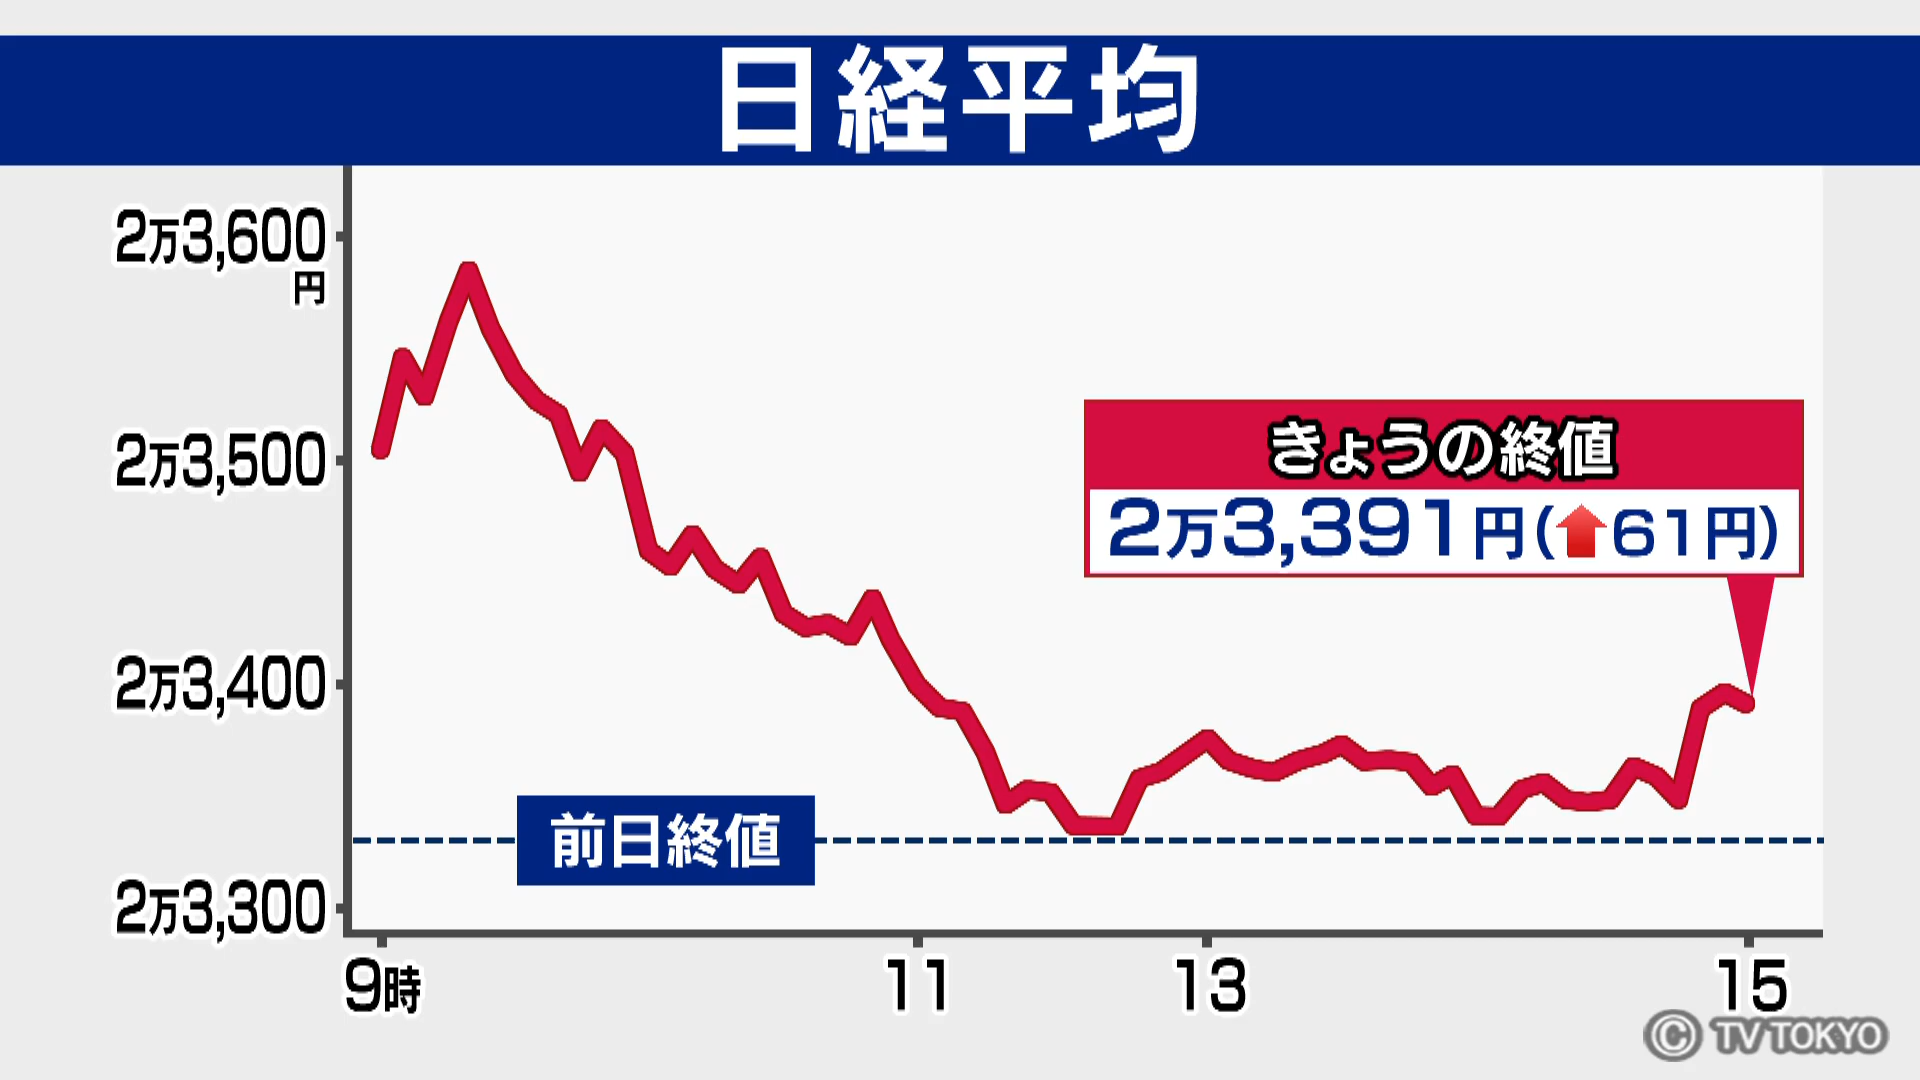 日経平均
2万3,600
円
2万3,500
きょうの終値
2万3,391円(⬆61円)
2万3,400
前日終値
2万3,300
9時 11 13 15
© TV TOKYO